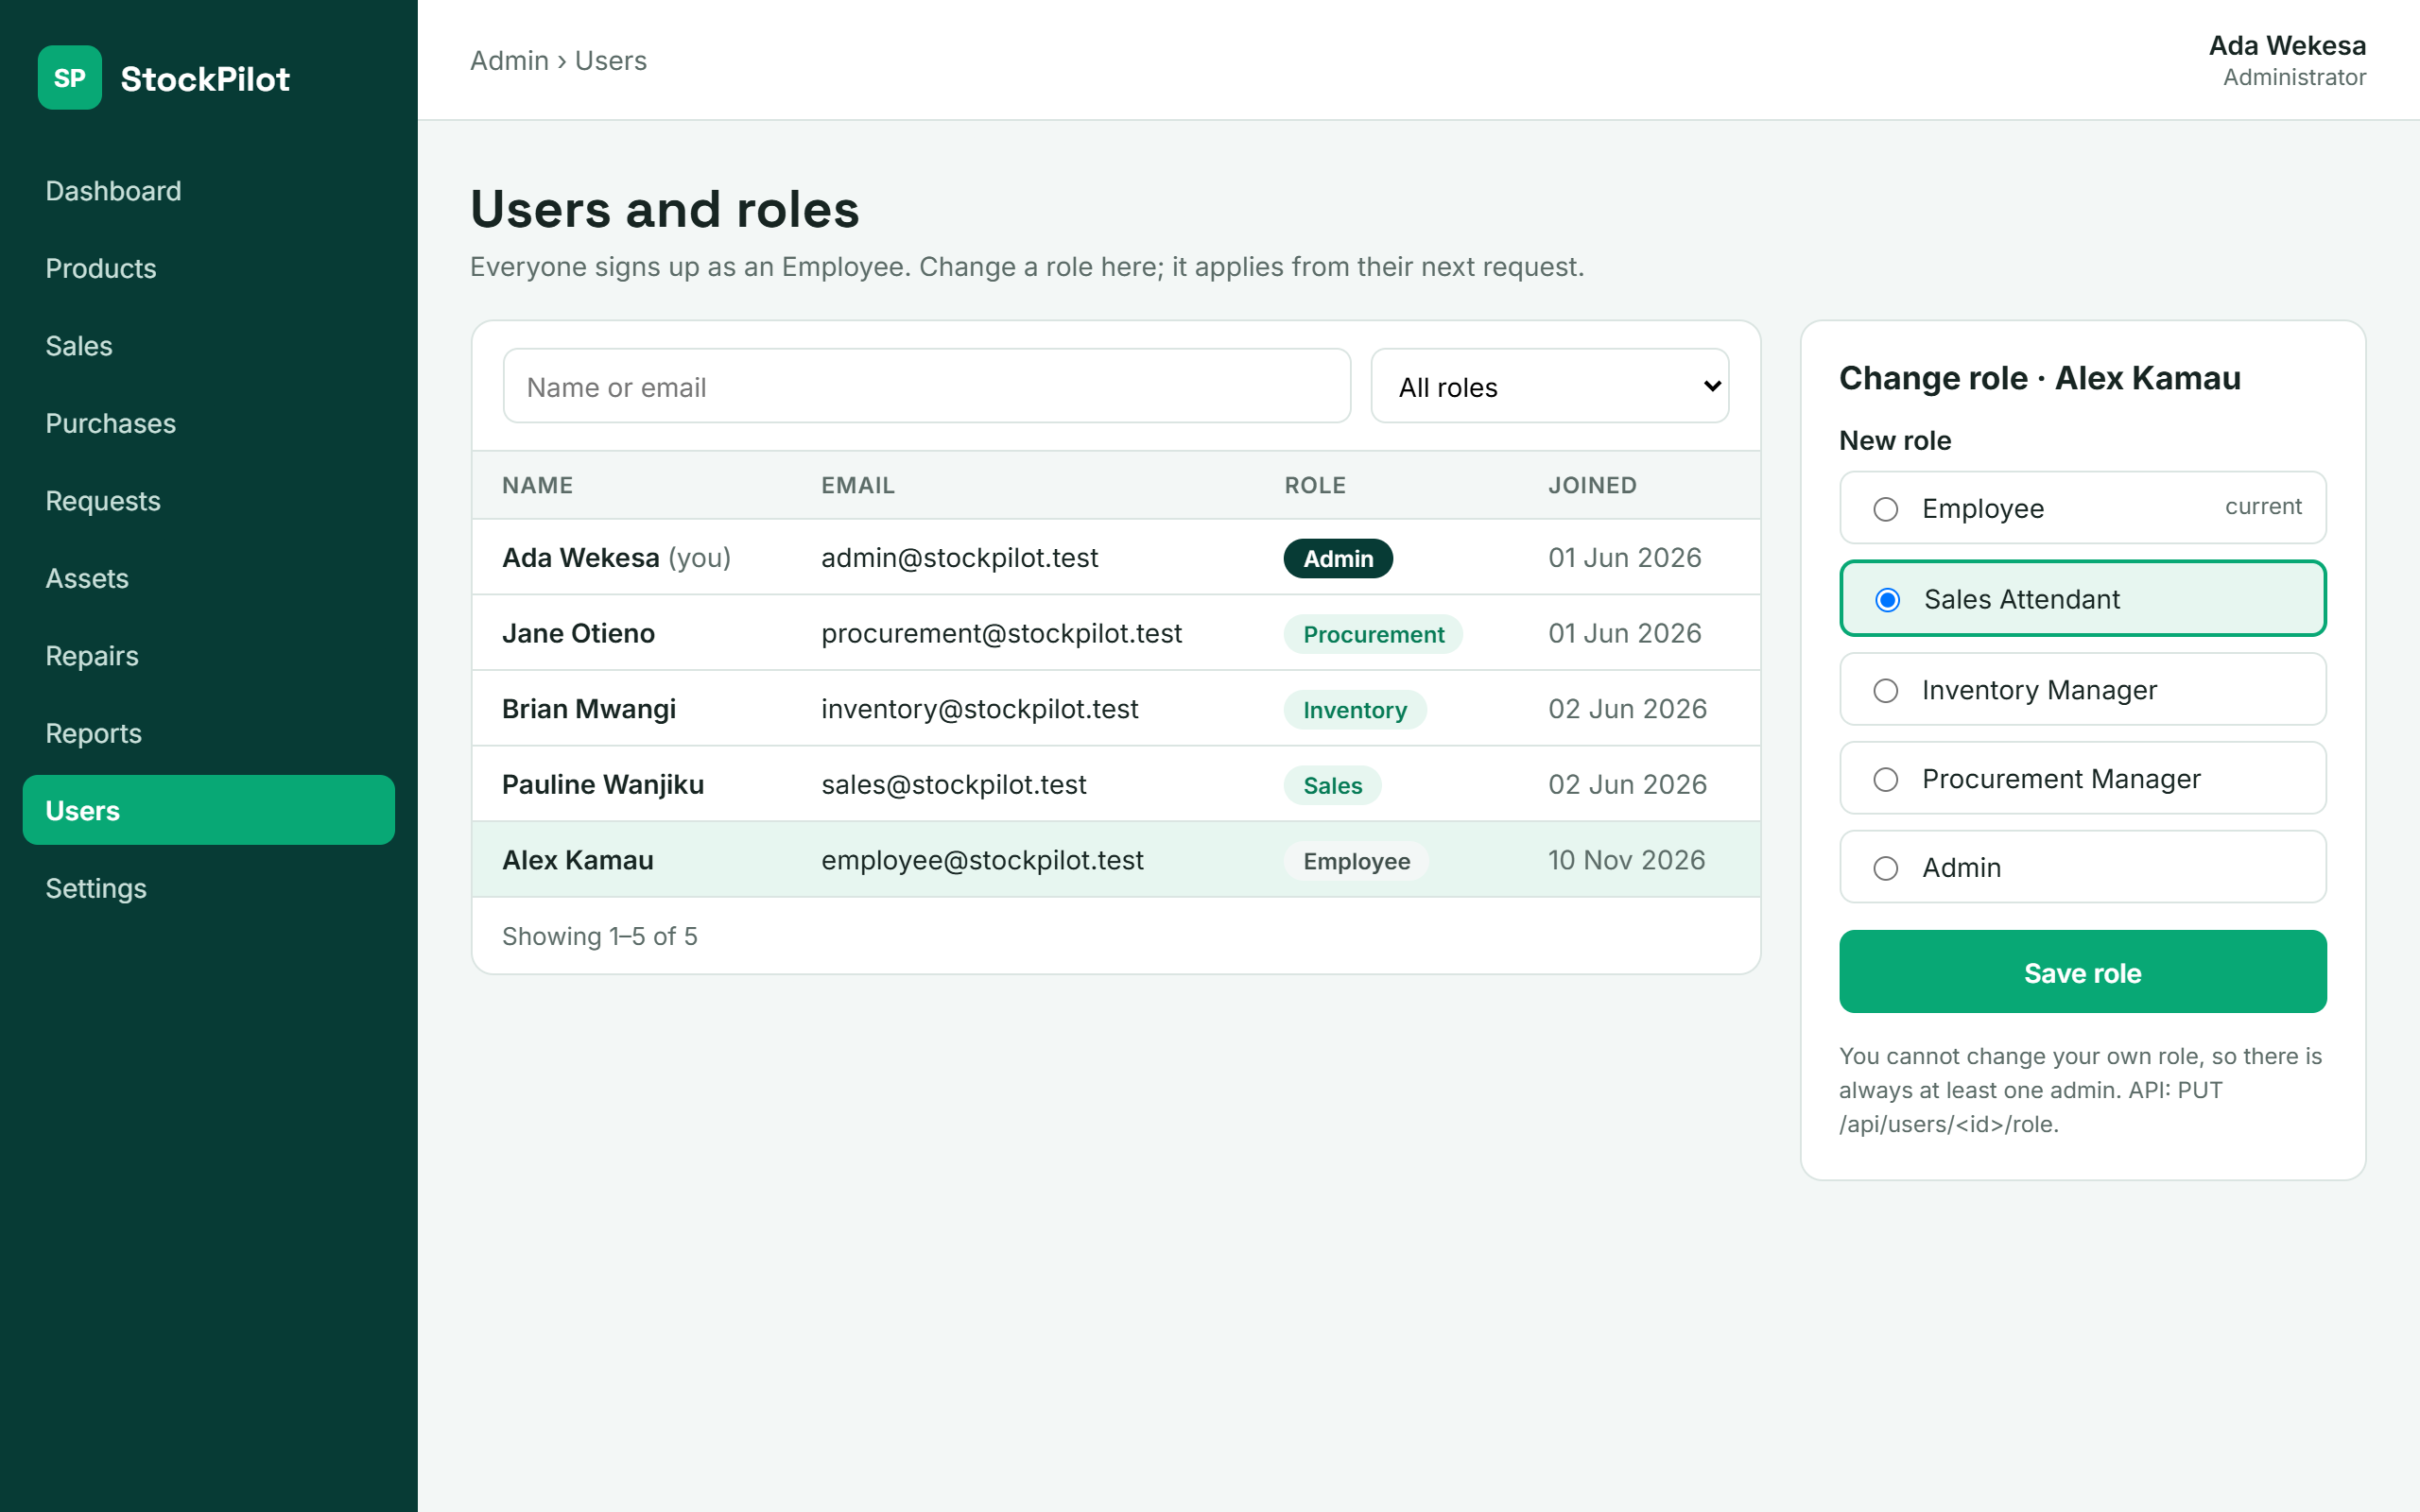 SP StockPilot
Dashboard
Products
Sales
Purchases
Requests
Assets
Repairs
Reports
Users
Settings
Admin › Users
Ada Wekesa
Administrator
Users and roles
Everyone signs up as an Employee. Change a role here; it applies from their next request.
Name or email All roles
NAME EMAIL ROLE JOINED
Ada Wekesa (you) admin@stockpilot.test Admin 01 Jun 2026
Jane Otieno procurement@stockpilot.test Procurement 01 Jun 2026
Brian Mwangi inventory@stockpilot.test Inventory 02 Jun 2026
Pauline Wanjiku sales@stockpilot.test Sales 02 Jun 2026
Alex Kamau employee@stockpilot.test Employee 10 Nov 2026
Showing 1–5 of 5
Change role · Alex Kamau
New role
Employee current
Sales Attendant
Inventory Manager
Procurement Manager
Admin
Save role
You cannot change your own role, so there is
always at least one admin. API: PUT
/api/users/<id>/role.